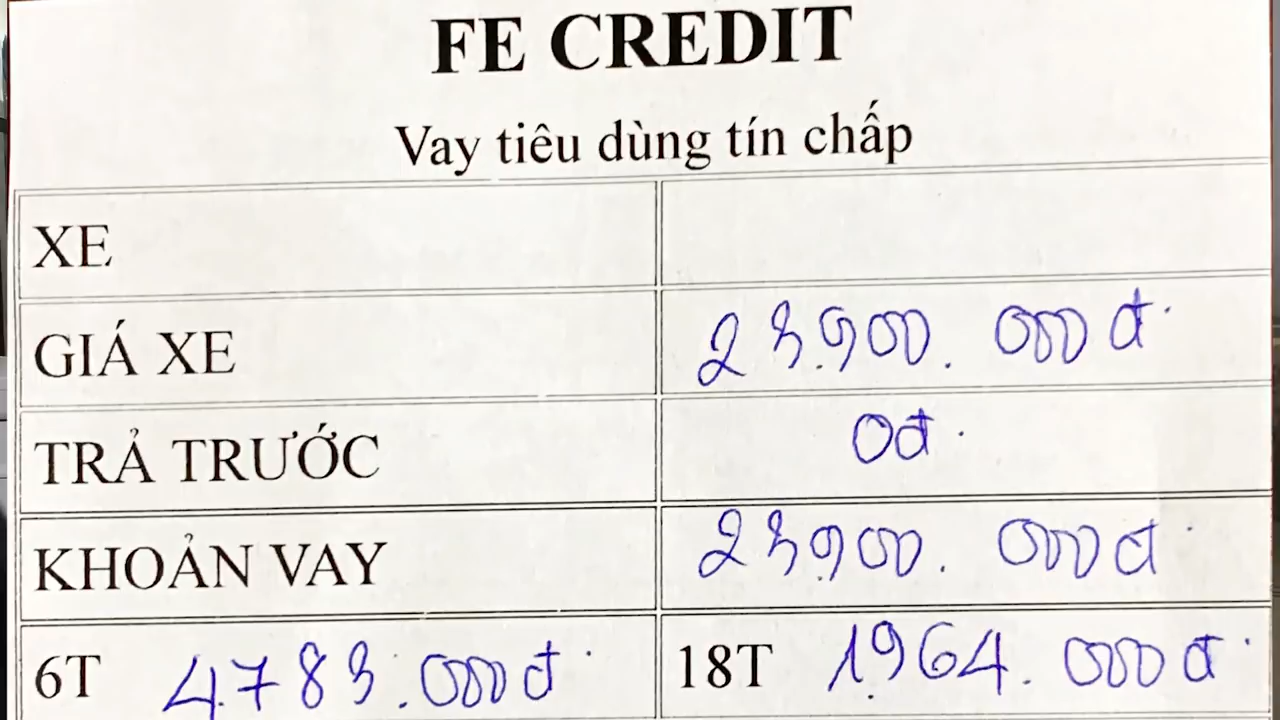 FE CREDIT
Vay tiêu dùng tín chấp
XE
GIÁ XE 23.900.000đ
TRẢ TRƯỚC 0đ
KHOẢN VAY 23.900.000đ
6T 4.783.000đ 18T 1.964.000đ